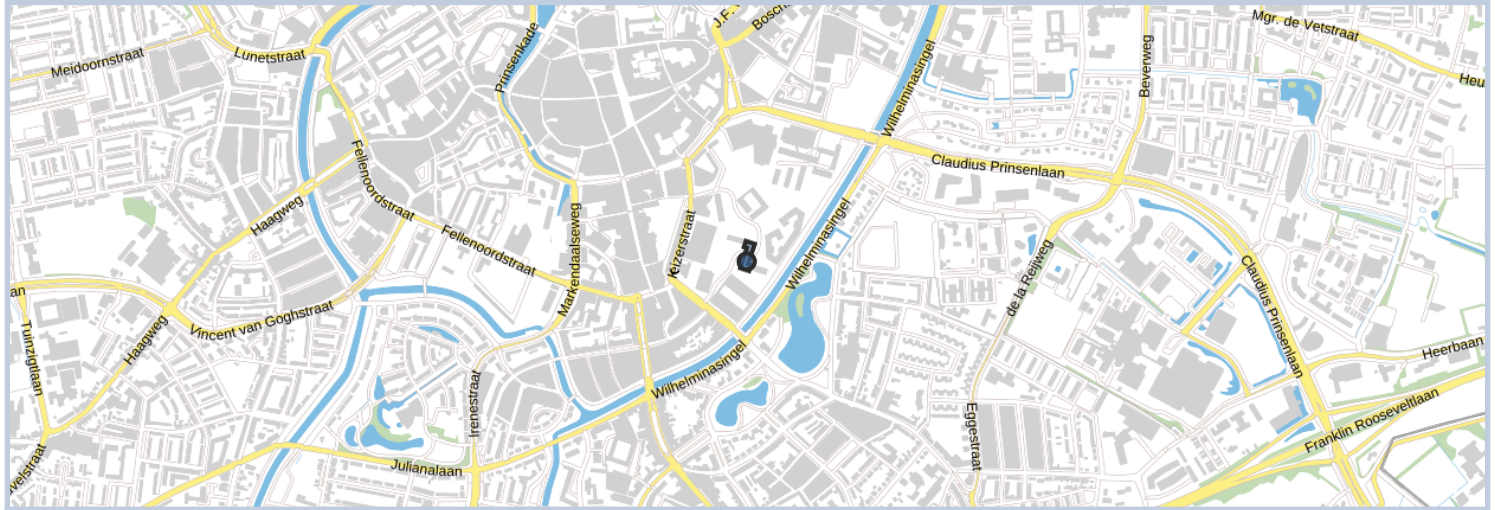 J.F.
Mgr. de Vetstraat
Meidoornstraat
Lunetstraat
Prinsenkade
Wilhelminasingel
Beverweg
Claudius Prinsenlaan
Fellenoordstraat
Haagweg
Fellenoordstraat
Markendaalseweg
Keizerstraat
Wilhelminasingel
de la Reijweg
Claudius Prinsenlaan
Tuinzigtlaan
Haagweg
Vincent van Goghstraat
Heerbaan
Wilhelminasingel
Irenestraat
Eggestraat
Franklin Rooseveltlaan
Julianalaan